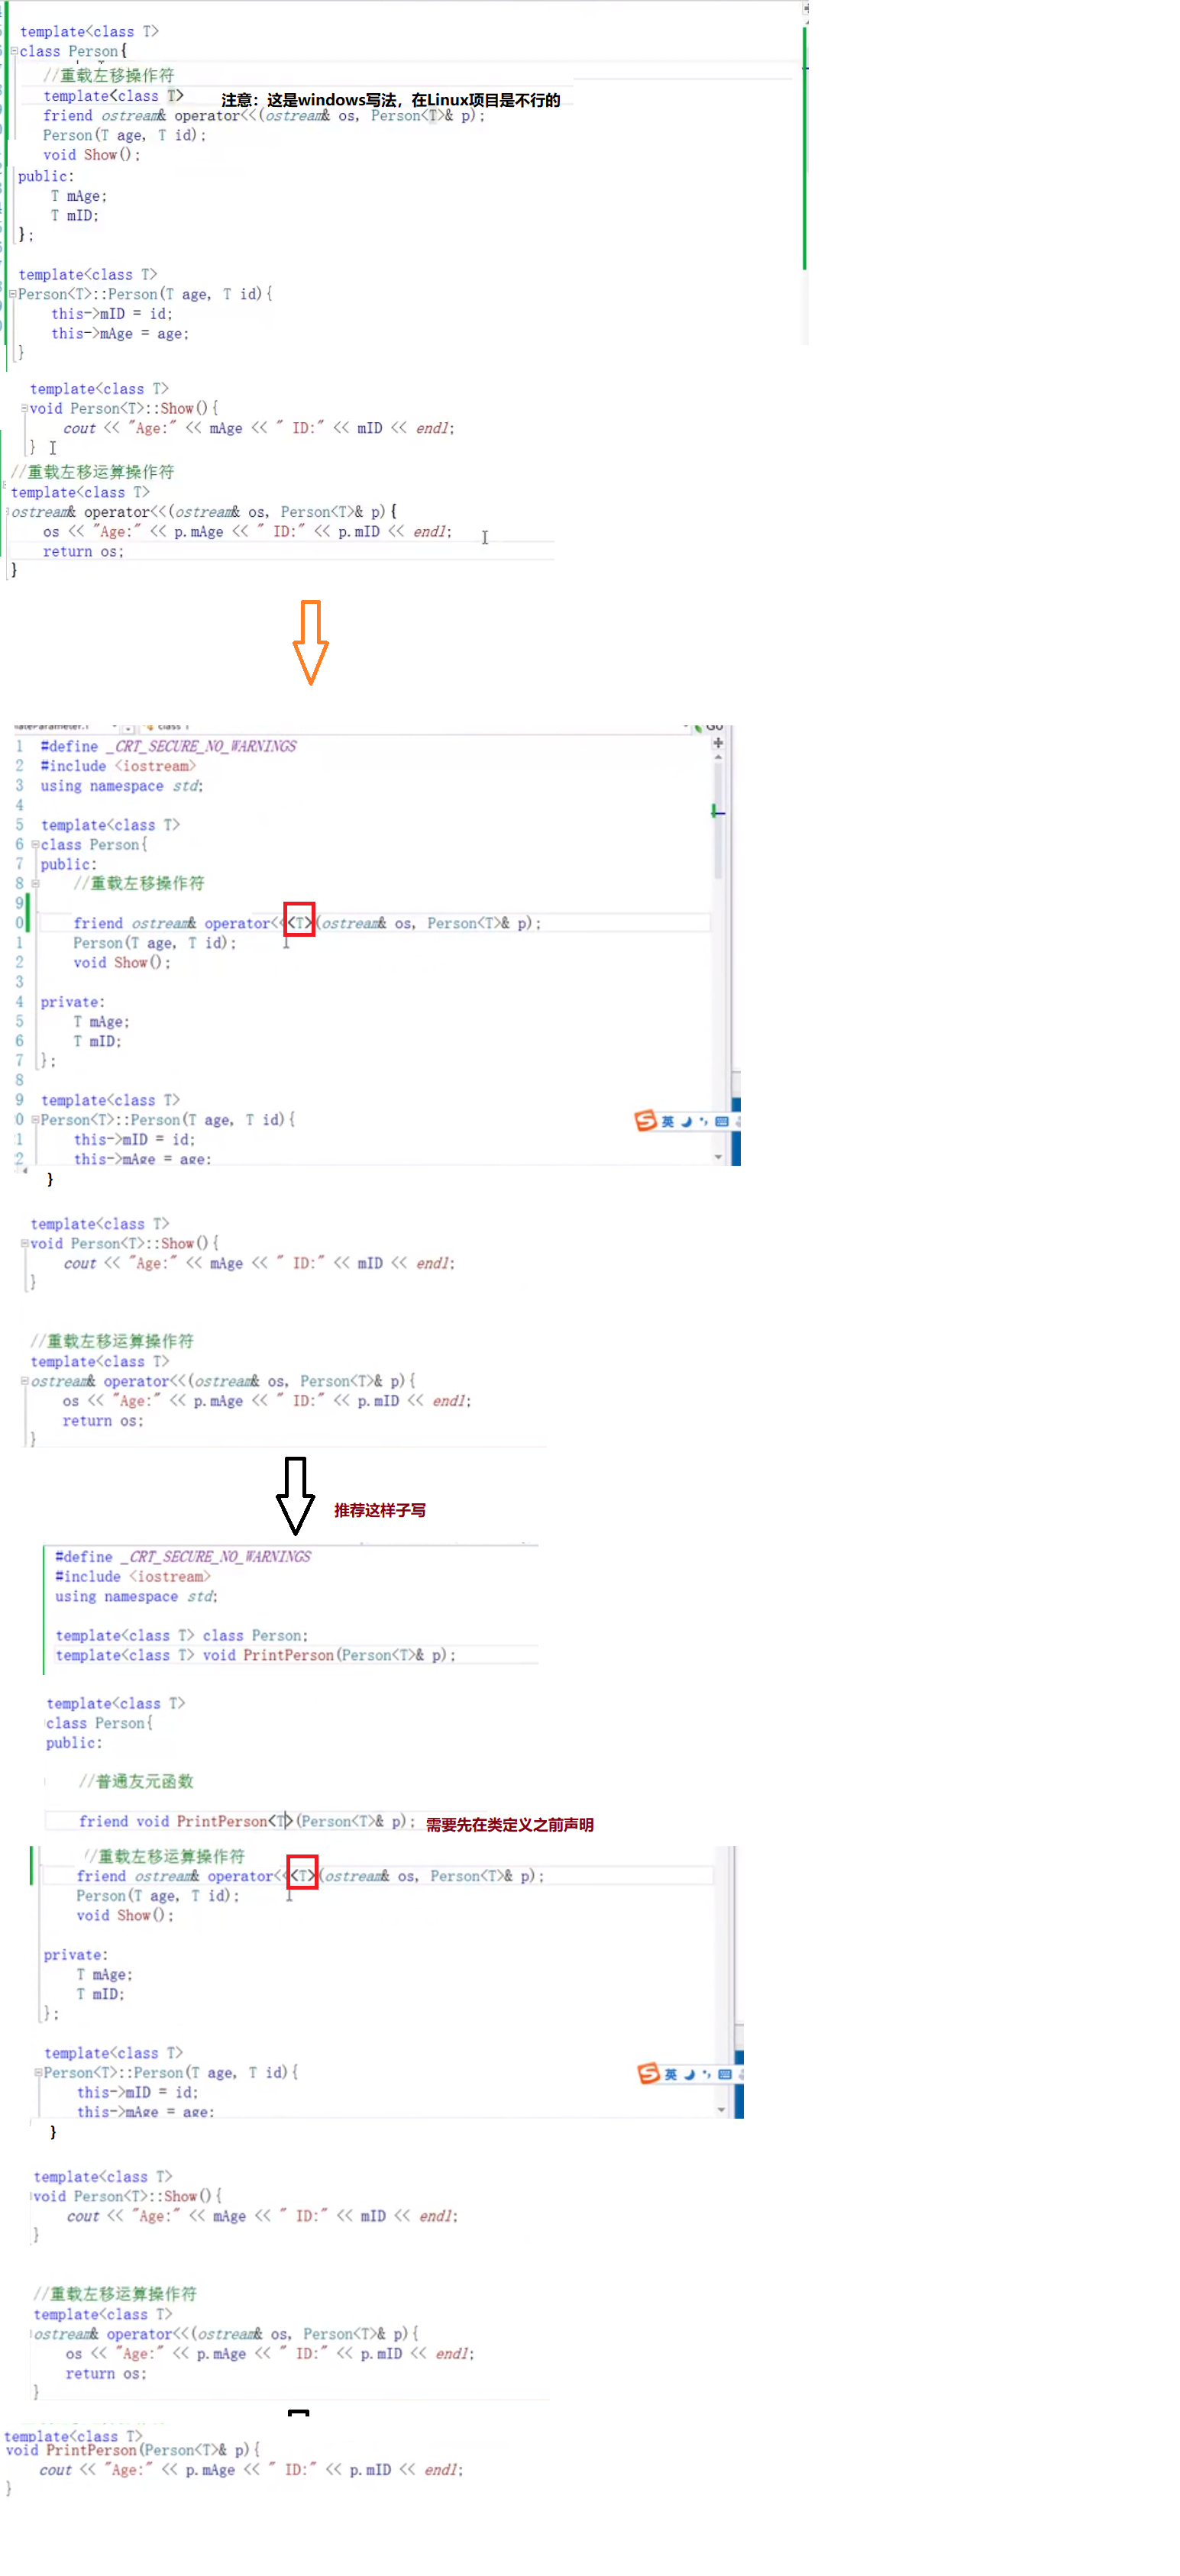 template<class T>
class Person{
//重载左移操作符
template<class T>
注意：这是windows写法，在Linux项目是不行的
friend ostream& operator<<(ostream& os, Person<T>& p);
Person(T age, T id);
void Show();
public:
T mAge;
T mID;
};
template<class T>
Person<T>::Person(T age, T id){
this->mID = id;
this->mAge = age;
}
template<class T>
void Person<T>::Show(){
cout << "Age:" << mAge << " ID:" << mID << endl;
}
//重载左移运算操作符
template<class T>
ostream& operator<<(ostream& os, Person<T>& p){
os << "Age:" << p.mAge << " ID:" << p.mID << endl;
return os;
}
1 #define _CRT_SECURE_NO_WARNINGS
2 #include <iostream>
3 using namespace std;
4
5 template<class T>
6 class Person{
7 public:
8 //重载左移操作符
9
0 friend ostream& operator<<<T>(ostream& os, Person<T>& p);
1 Person(T age, T id);
2 void Show();
3
4 private:
5 T mAge;
6 T mID;
7 };
8
9 template<class T>
0 Person<T>::Person(T age, T id){
英
1 this->mID = id;
2 this->mAge = age;
}
template<class T>
void Person<T>::Show(){
cout << "Age:" << mAge << " ID:" << mID << endl;
}
//重载左移运算操作符
template<class T>
ostream& operator<<(ostream& os, Person<T>& p){
os << "Age:" << p.mAge << " ID:" << p.mID << endl;
return os;
}
推荐这样子写
#define _CRT_SECURE_NO_WARNINGS
#include <iostream>
using namespace std;
template<class T> class Person;
template<class T> void PrintPerson(Person<T>& p);
template<class T>
class Person{
public:
//普通友元函数
friend void PrintPerson<T>(Person<T>& p); 需要先在类定义之前声明
//重载左移运算操作符
friend ostream& operator<<<T>(ostream& os, Person<T>& p);
Person(T age, T id);
void Show();
private:
T mAge;
T mID;
};
template<class T>
Person<T>::Person(T age, T id){
英
this->mID = id;
this->mAge = age;
}
template<class T>
void Person<T>::Show(){
cout << "Age:" << mAge << " ID:" << mID << endl;
}
//重载左移运算操作符
template<class T>
ostream& operator<<(ostream& os, Person<T>& p){
os << "Age:" << p.mAge << " ID:" << p.mID << endl;
return os;
}
template<class T>
void PrintPerson(Person<T>& p){
cout << "Age:" << p.mAge << " ID:" << p.mID << endl;
}